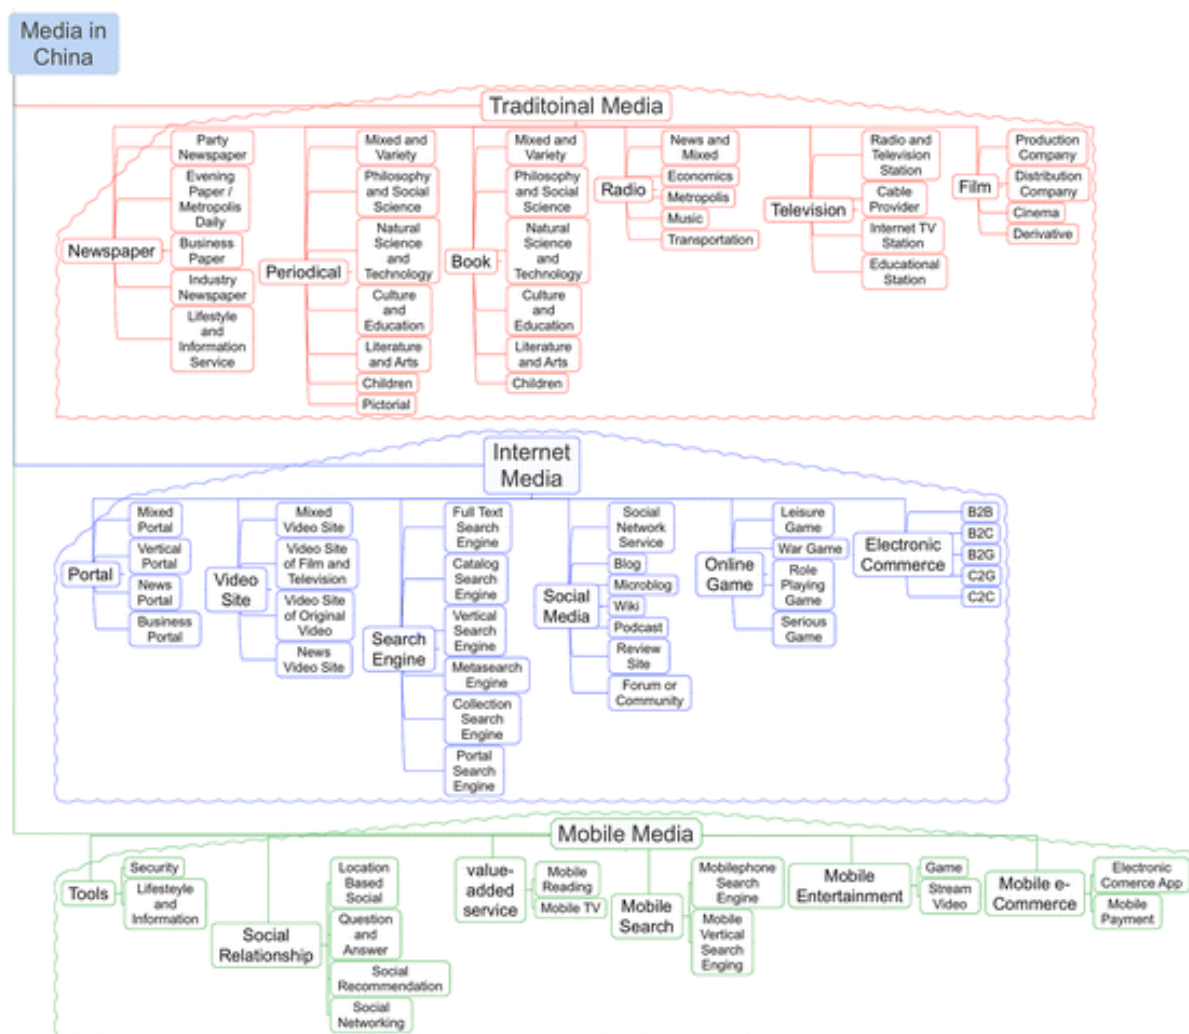 Media in
China
Traditoinal Media
Newspaper
Party
Newspaper
Evening
Paper /
Metropolis
Daily
Business
Paper
Industry
Newspaper
Lifestyle
and
Information
Service
Periodical
Mixed and
Variety
Philosophy
and Social
Science
Natural
Science
and
Technology
Culture
and
Education
Literature
and Arts
Children
Pictorial
Book
Mixed and
Variety
Philosophy
and Social
Science
Natural
Science
and
Technology
Culture
and
Education
Literature
and Arts
Children
Radio
News and
Mixed
Economics
Metropolis
Music
Transportation
Television
Radio and
Television
Station
Cable
Provider
Internet TV
Station
Educational
Station
Film
Production
Company
Distribution
Company
Cinema
Derivative
Internet
Media
Portal
Mixed
Portal
Vertical
Portal
News
Portal
Business
Portal
Video
Site
Mixed
Video Site
Video Site
of Film and
Television
Video Site
of Original
Video
News
Video Site
Search
Engine
Full Text
Search
Engine
Catalog
Search
Engine
Vertical
Search
Engine
Metasearch
Engine
Collection
Search
Engine
Portal
Search
Engine
Social
Media
Social
Network
Service
Blog
Microblog
Wiki
Podcast
Review
Site
Forum or
Community
Online
Game
Leisure
Game
War Game
Role
Playing
Game
Serious
Game
Electronic
Commerce
B2B
B2C
B2G
C2G
C2C
Mobile Media
Tools
Security
Lifesteyle
and
Information
Social
Relationship
Location
Based
Social
Question
and
Answer
Social
Recommendation
Social
Networking
value-
added
service
Mobile
Reading
Mobile TV
Mobile
Search
Mobilephone
Search
Engine
Mobile
Vertical
Search
Enging
Mobile
Entertainment
Game
Stream
Video
Mobile e-
Commerce
Electronic
Comerce App
Mobile
Payment